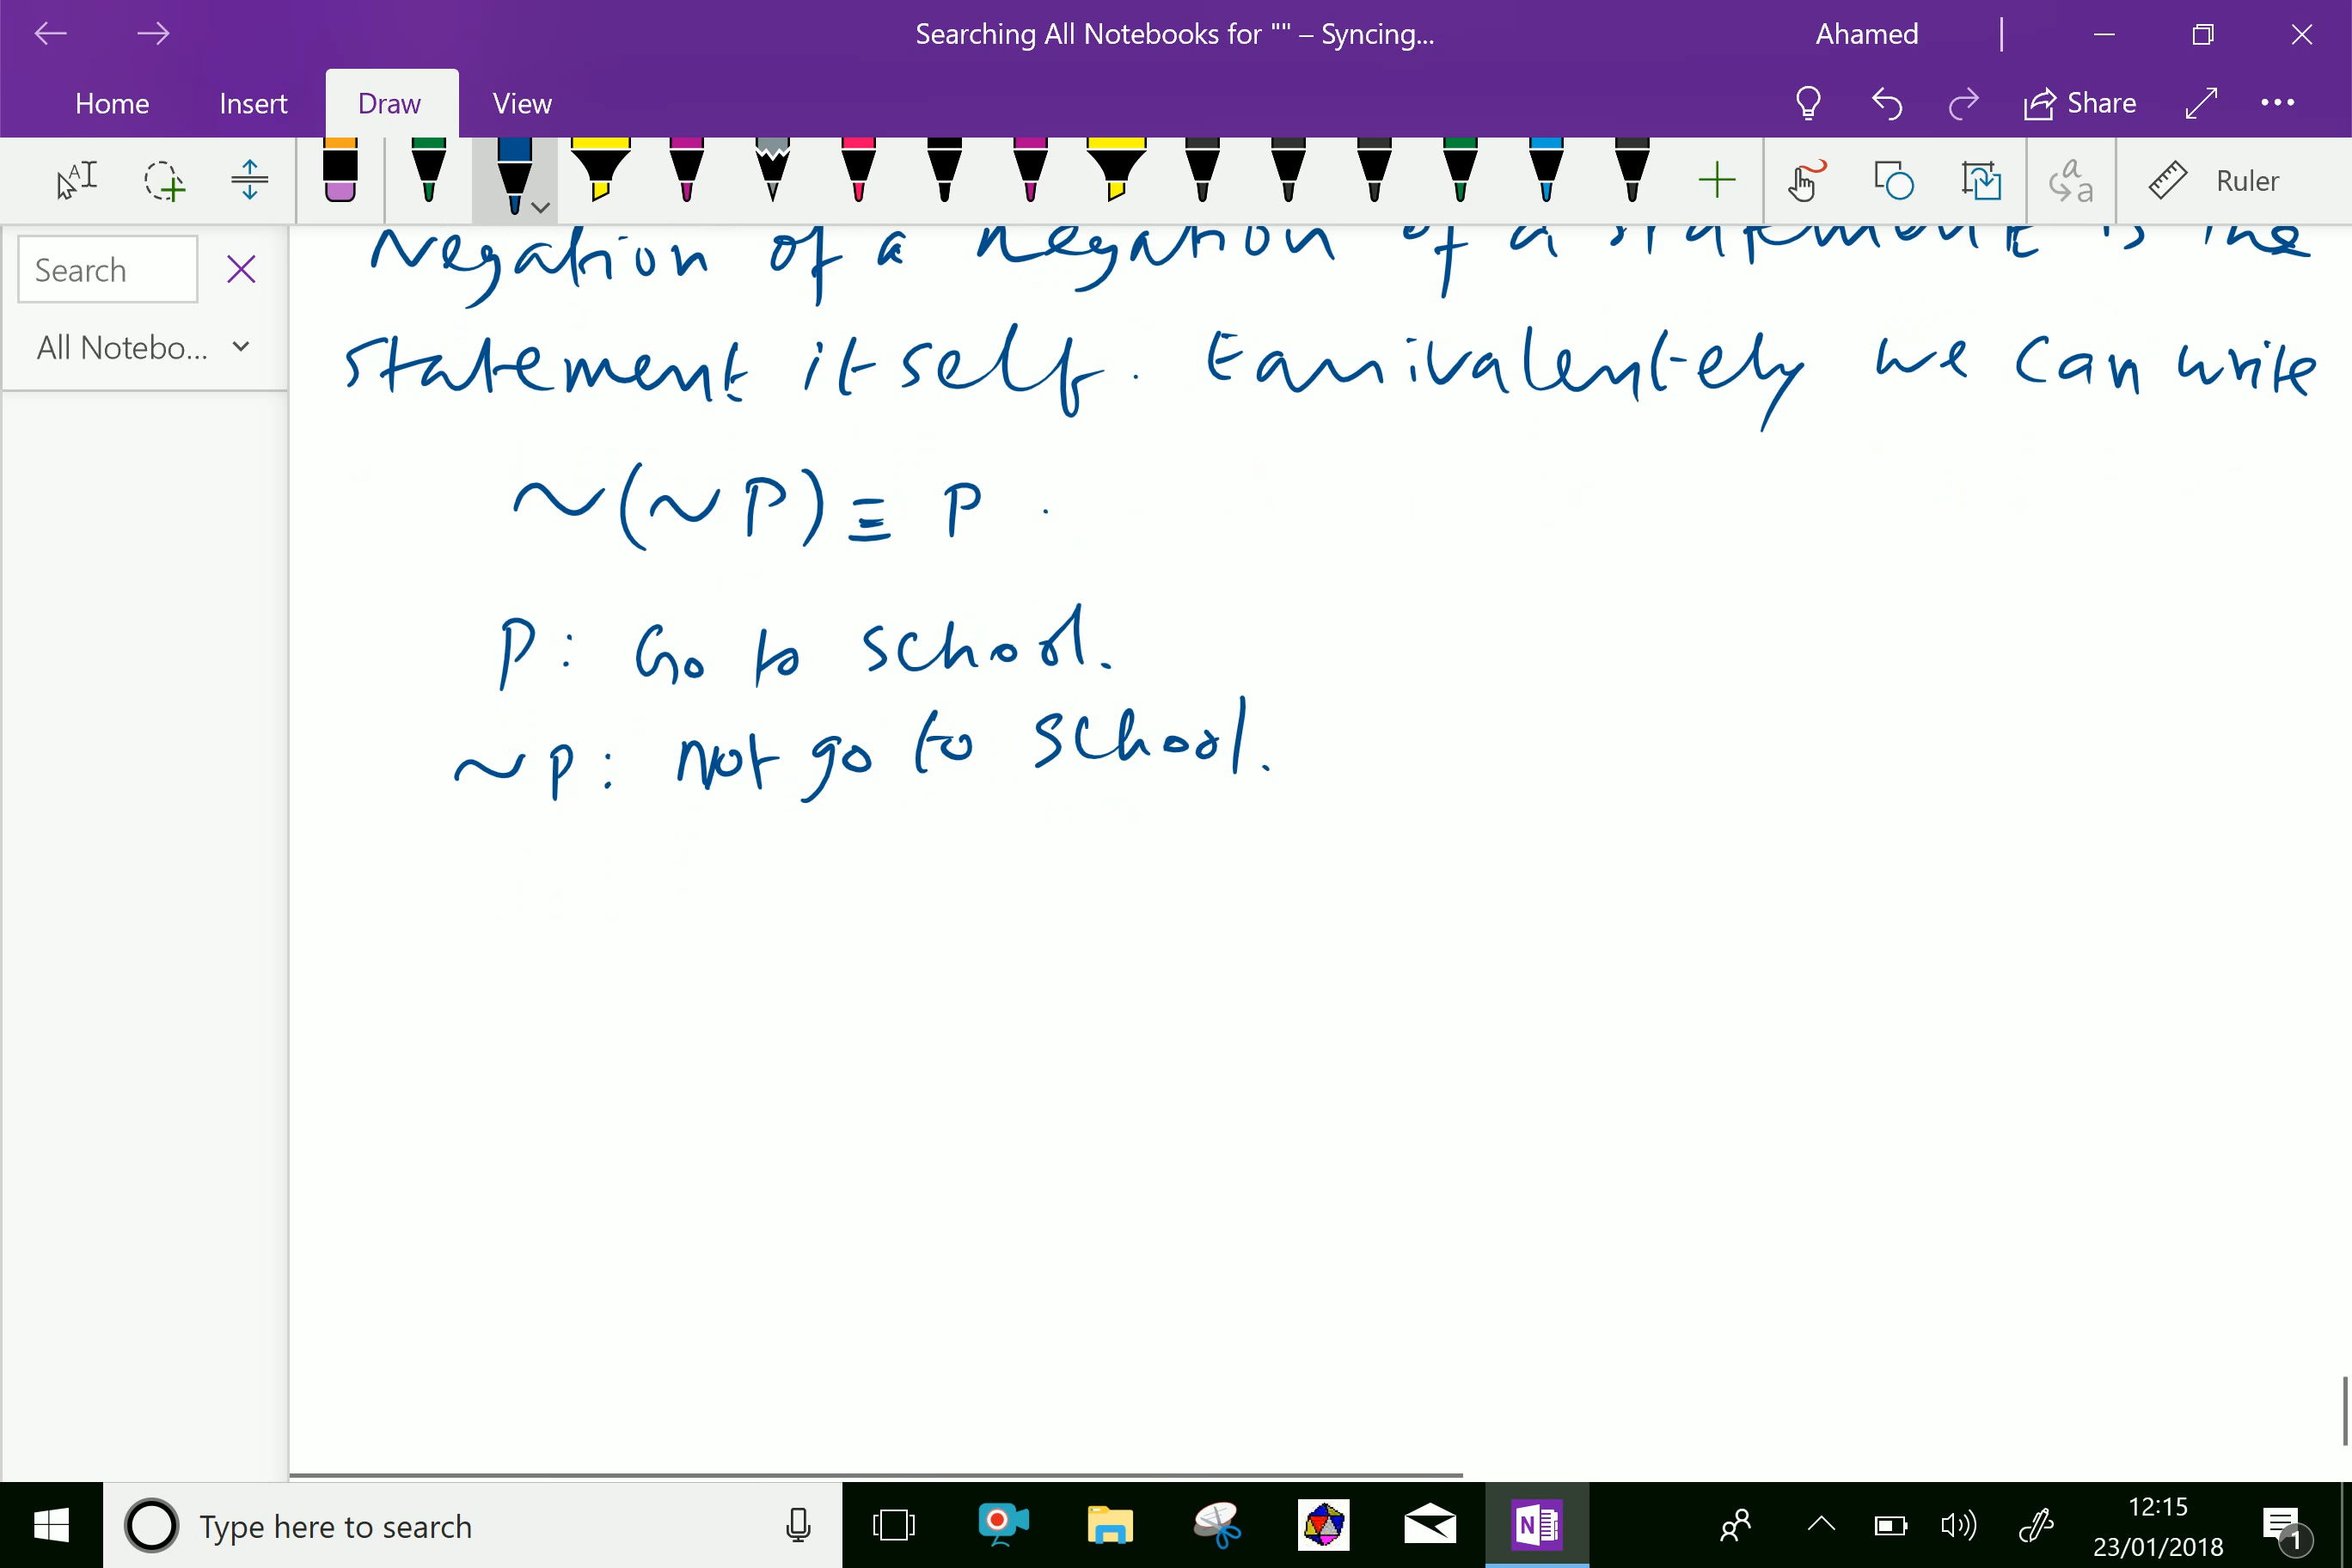 Searching All Notebooks for "" – Syncing...
Ahamed
Home Insert Draw View
Share
Ruler
Search
All Notebo...
Negation of a negation of a statement is the
statement itself. Equivalently we can write
~(~P) ≡ P .
P : Go to school.
~P : not go to school.
Type here to search
N
12:15
23/01/2018
1